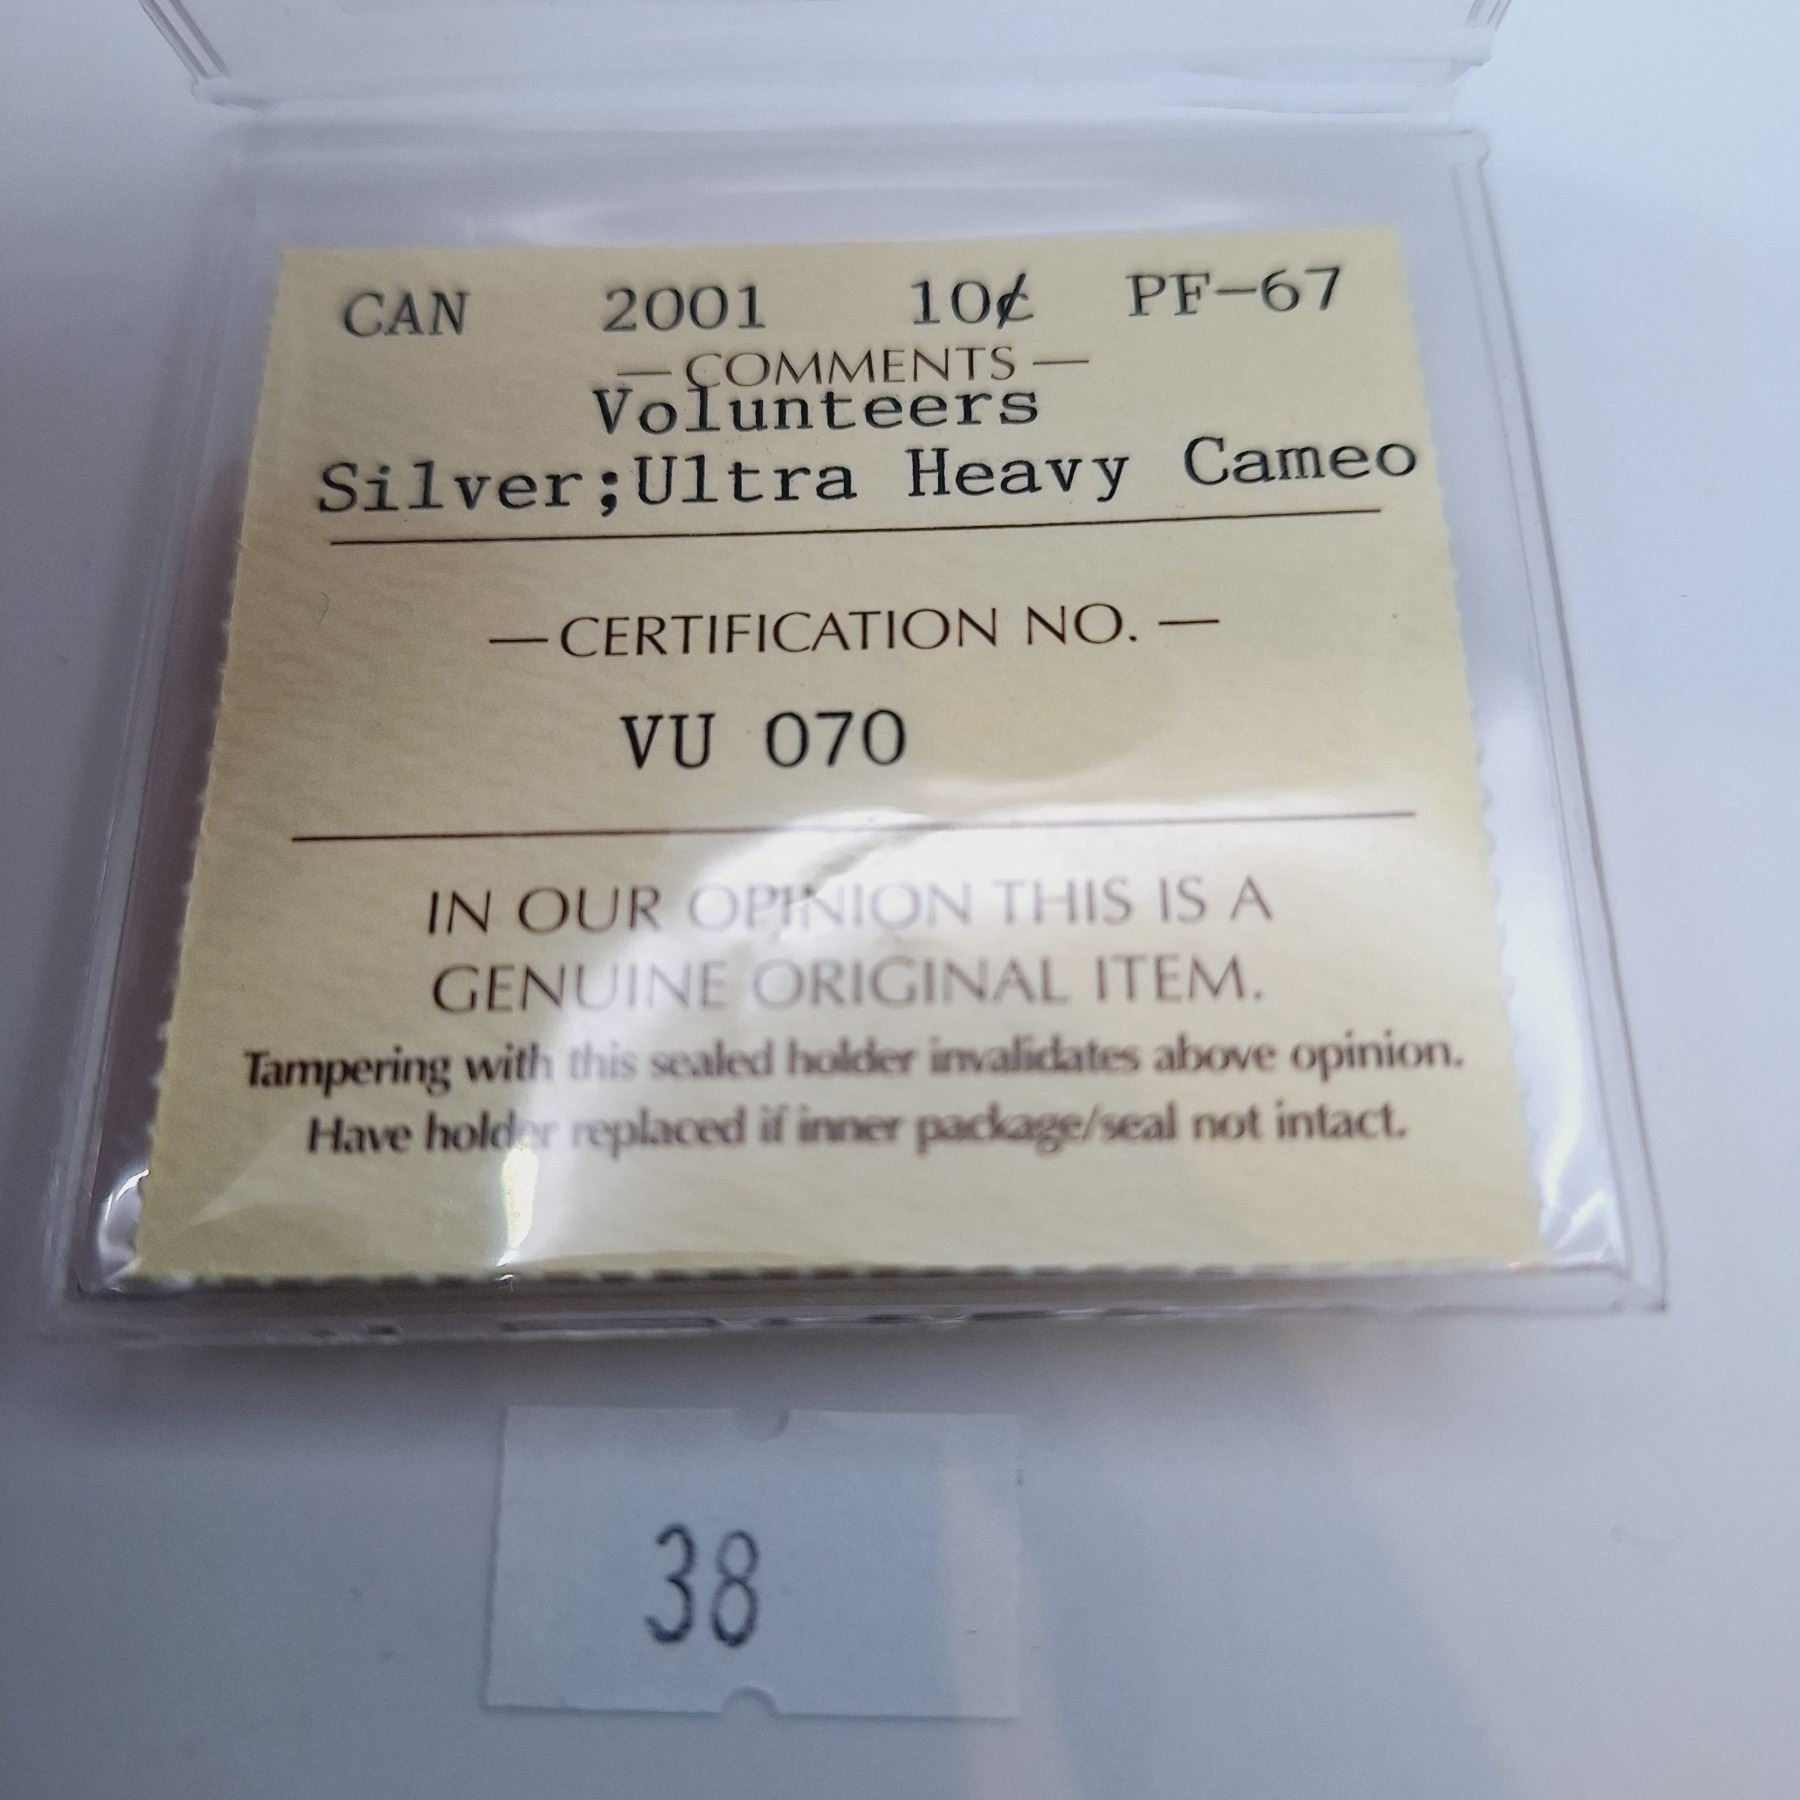 CAN 2001 10¢ PF-67
— COMMENTS —
Volunteers
Silver;Ultra Heavy Cameo
— CERTIFICATION NO. —
VU 070
IN OUR OPINION THIS IS A
GENUINE ORIGINAL ITEM.
Tampering with this sealed holder invalidates above opinion.
Have holder replaced if inner package/seal not intact.
38